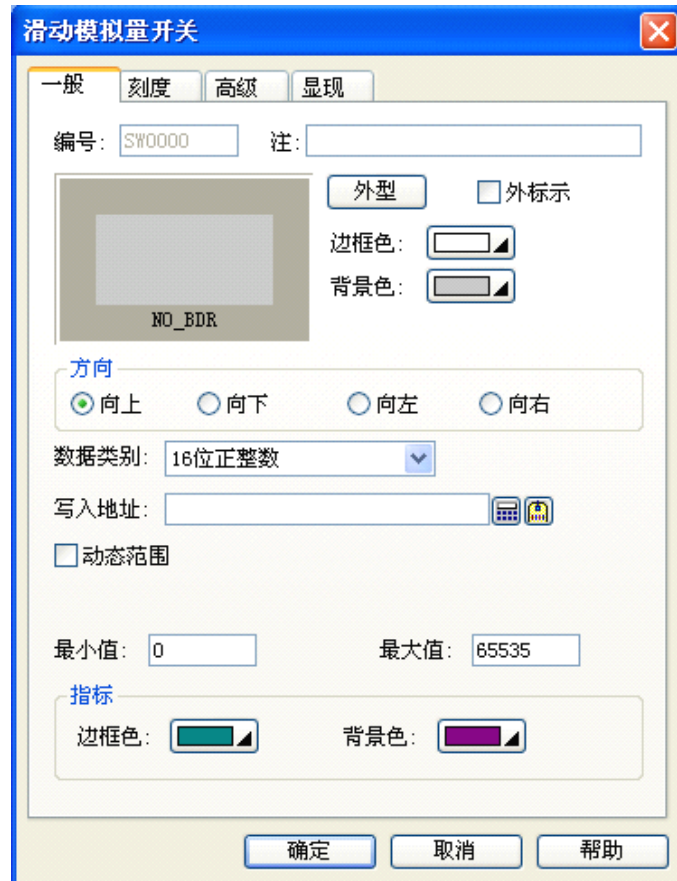 滑动模拟量开关
一般 刻度 高级 显现
编号: SW0000 注:
外型 外标示
边框色:
背景色:
NO_BDR
方向
向上 向下 向左 向右
数据类别: 16位正整数
写入地址:
动态范围
最小值: 0 最大值: 65535
指标
边框色: 背景色:
确定 取消 帮助